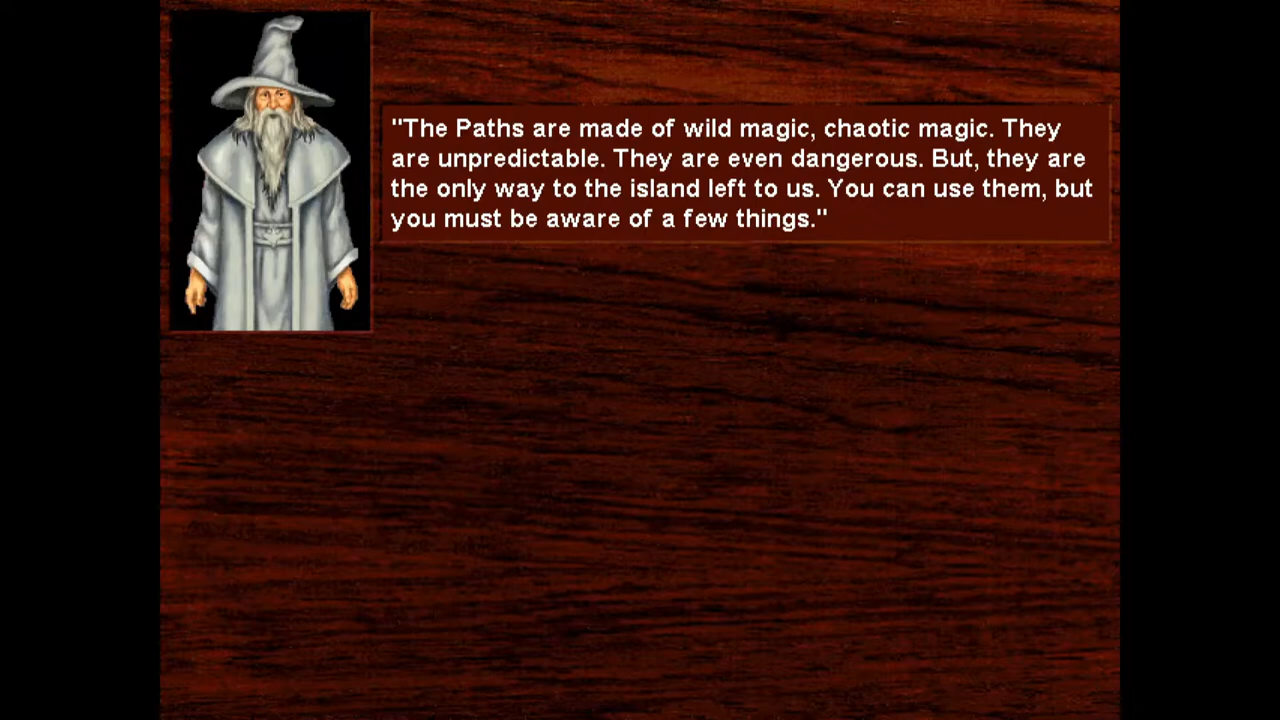 "The Paths are made of wild magic, chaotic magic. They
are unpredictable. They are even dangerous. But, they are
the only way to the island left to us. You can use them, but
you must be aware of a few things."